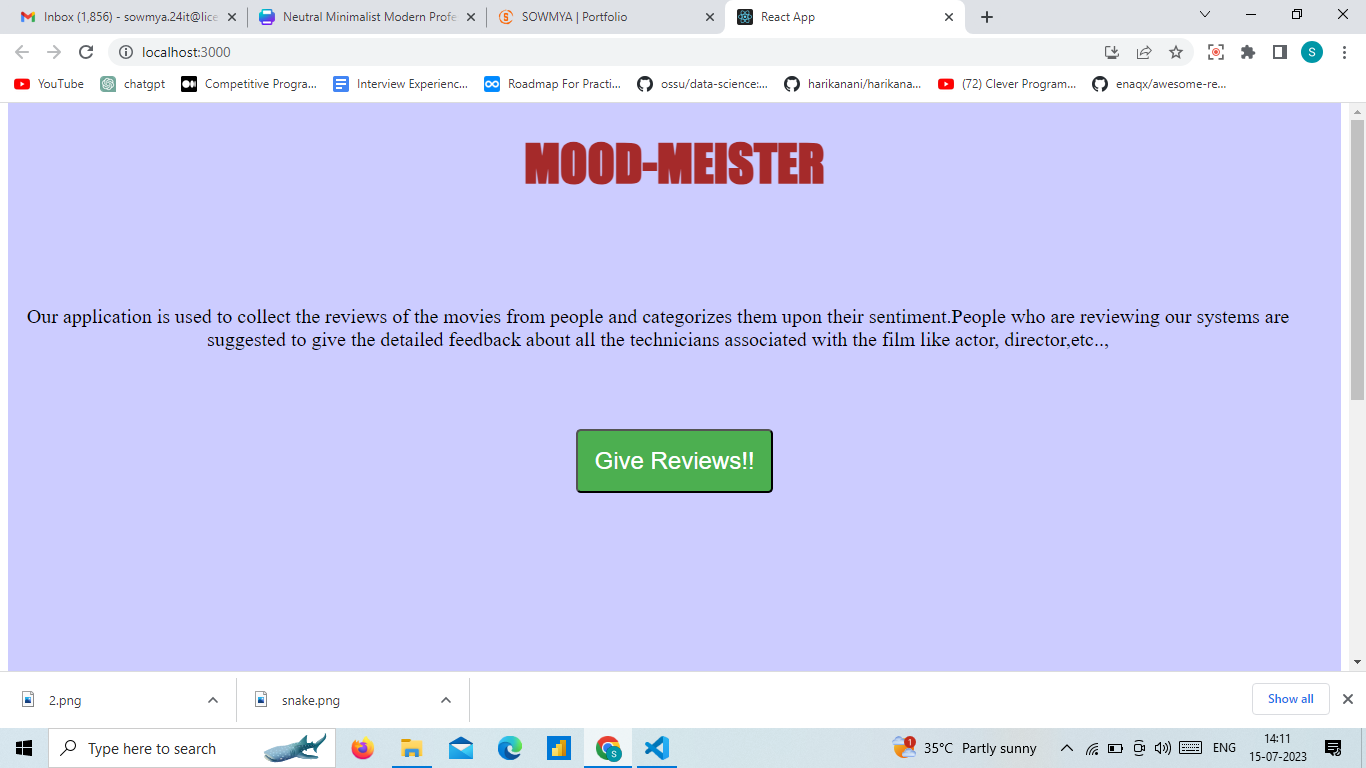 Inbox (1,856) - sowmya.24it@lice
Neutral Minimalist Modern Profe
SOWMYA | Portfolio
React App
localhost:3000
S
YouTube
chatgpt
Competitive Progra...
Interview Experienc...
Roadmap For Practi...
ossu/data-science:...
harikanani/harikana...
(72) Clever Program...
enaqx/awesome-re...
MOOD-MEISTER
Our application is used to collect the reviews of the movies from people and categorizes them upon their sentiment.People who are reviewing our systems are
suggested to give the detailed feedback about all the technicians associated with the film like actor, director,etc..,
Give Reviews!!
2.png
snake.png
Show all
Type here to search
S
1
35°C Partly sunny
ENG
14:11
15-07-2023
3